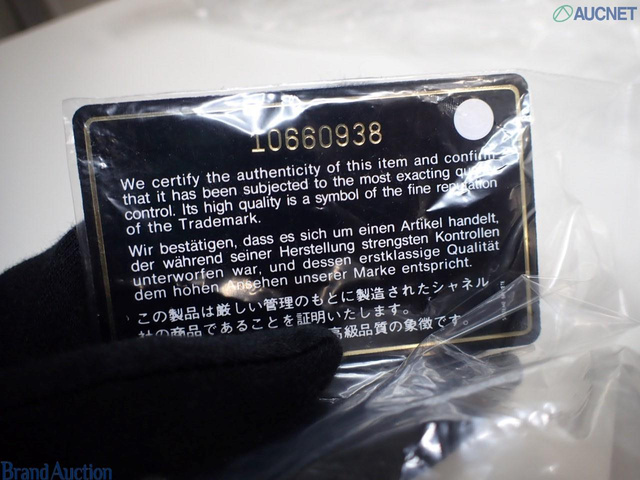 AUCNET
10660938
We certify the authenticity of this item and confirm
that it has been subjected to the most exacting
control. Its high quality is a symbol of the fine reputation
of the Trademark.
Wir bestätigen, dass es sich um einen Artikel handelt,
der während seiner Herstellung strengsten Kontrollen
unterworfen war, und dessen erstklassige Qualität
dem hohen Ansehen unserer Marke entspricht.
この製品は厳しい管理のもとに製造されたシャネル
社の商品であることを証明いたします。
高級品質の象徴です。
Brand Auction